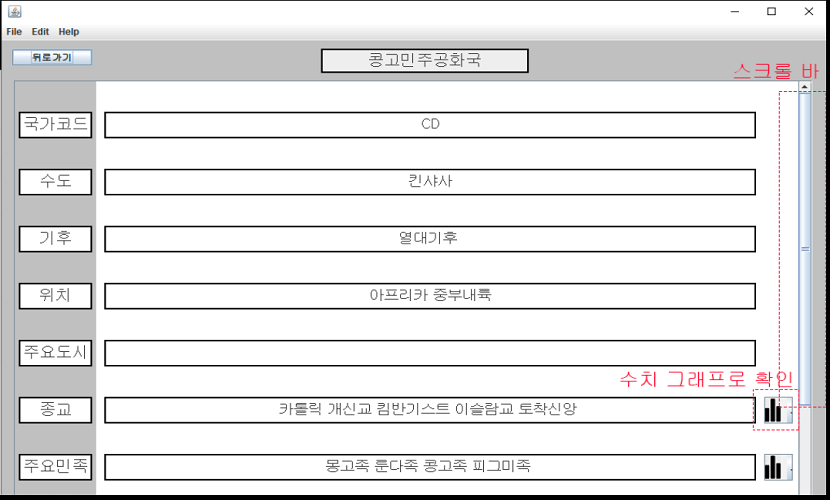 File Edit Help
뒤로가기
콩고민주공화국
스크롤 바
국가코드 CD
수도 킨샤사
기후 열대기후
위치 아프리카 중부내륙
주요도시
수치 그래프로 확인
종교 카톨릭 개신교 킴반기스트 이슬람교 토착신앙
주요민족 몽고족 룬다족 콩고족 피그미족